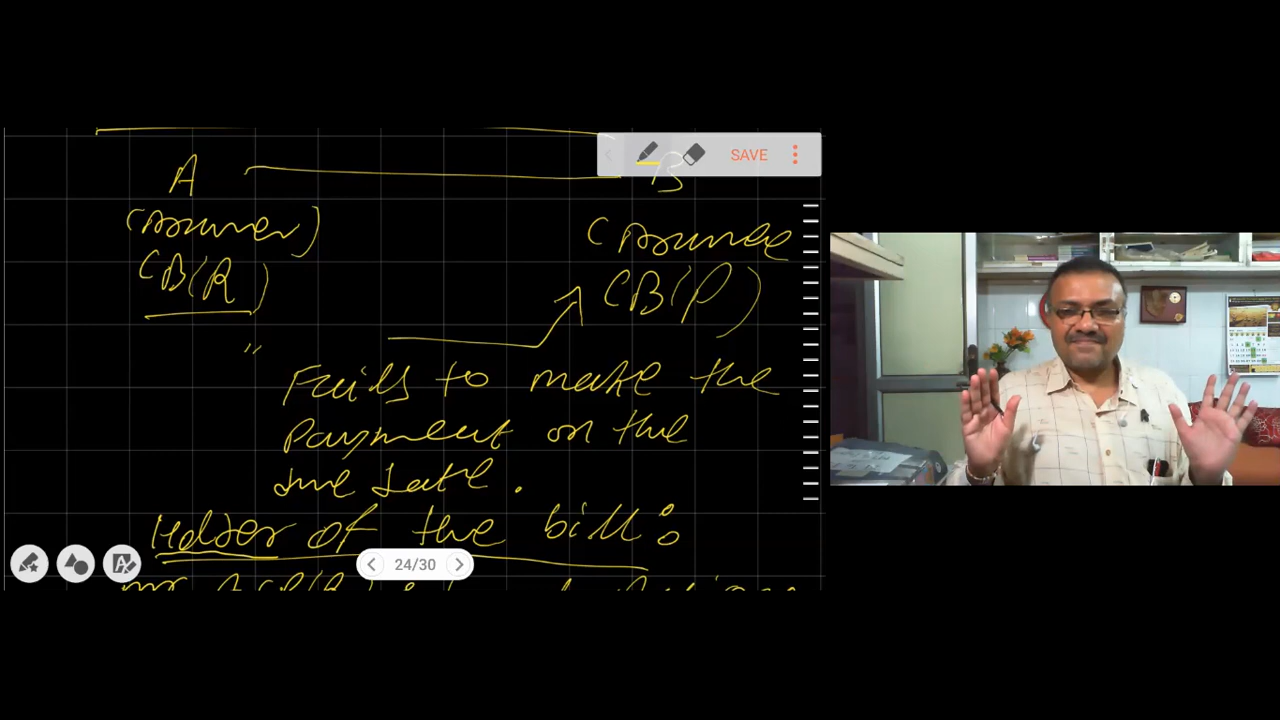 SAVE
A B
(Drawer) (Drawee
(B/R) (B/P)
"
Fails to make the
Payment on the
due date.
Holder of the bill:
24/30